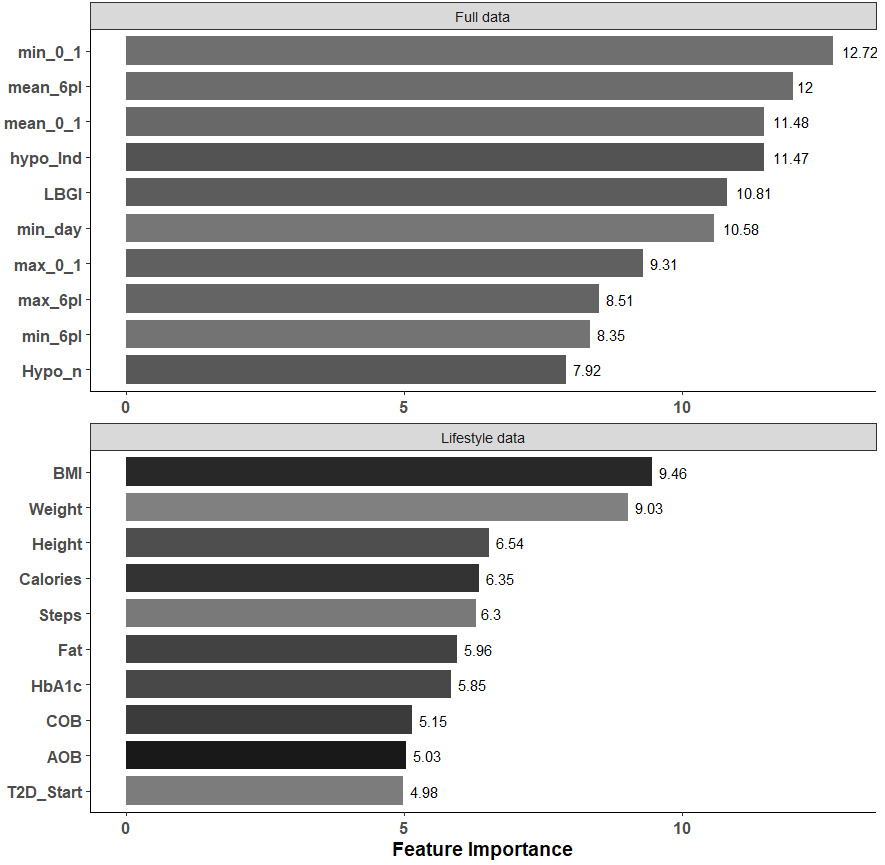 Full data
min_0_1 12.72
mean_6pl 12
mean_0_1 11.48
hypo_Ind 11.47
LBGI 10.81
min_day 10.58
max_0_1 9.31
max_6pl 8.51
min_6pl 8.35
Hypo_n 7.92
0 5 10
Lifestyle data
BMI 9.46
Weight 9.03
Height 6.54
Calories 6.35
Steps 6.3
Fat 5.96
HbA1c 5.85
COB 5.15
AOB 5.03
T2D_Start 4.98
0 5 10
Feature Importance